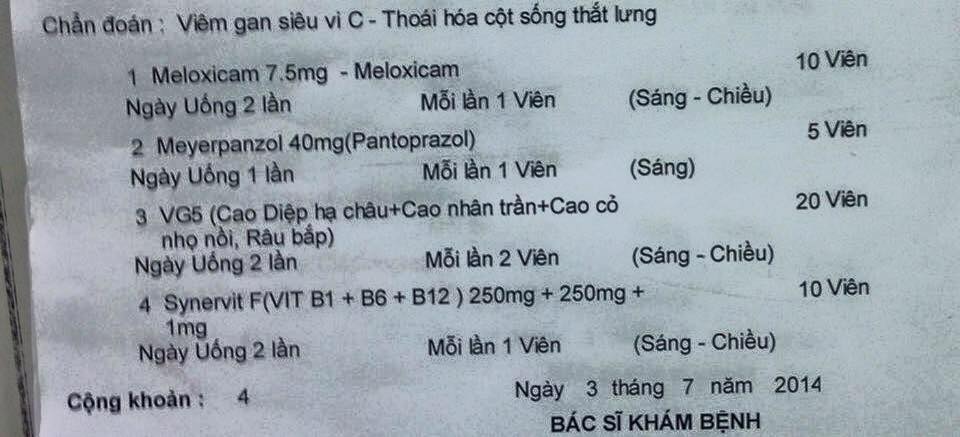 Chẩn đoán : Viêm gan siêu vi C - Thoái hóa cột sống thắt lưng
1 Meloxicam 7.5mg - Meloxicam 10 Viên
Ngày Uống 2 lần Mỗi lần 1 Viên (Sáng - Chiều)
2 Meyerpanzol 40mg(Pantoprazol) 5 Viên
Ngày Uống 1 lần Mỗi lần 1 Viên (Sáng)
3 VG5 (Cao Diệp hạ châu+Cao nhân trần+Cao cỏ 20 Viên
nhọ nồi, Râu bắp)
Ngày Uống 2 lần Mỗi lần 2 Viên (Sáng - Chiều)
4 Synervit F(VIT B1 + B6 + B12 ) 250mg + 250mg + 10 Viên
1mg
Ngày Uống 2 lần Mỗi lần 1 Viên (Sáng - Chiều)
Cộng khoản : 4 Ngày 3 tháng 7 năm 2014
BÁC SĨ KHÁM BỆNH